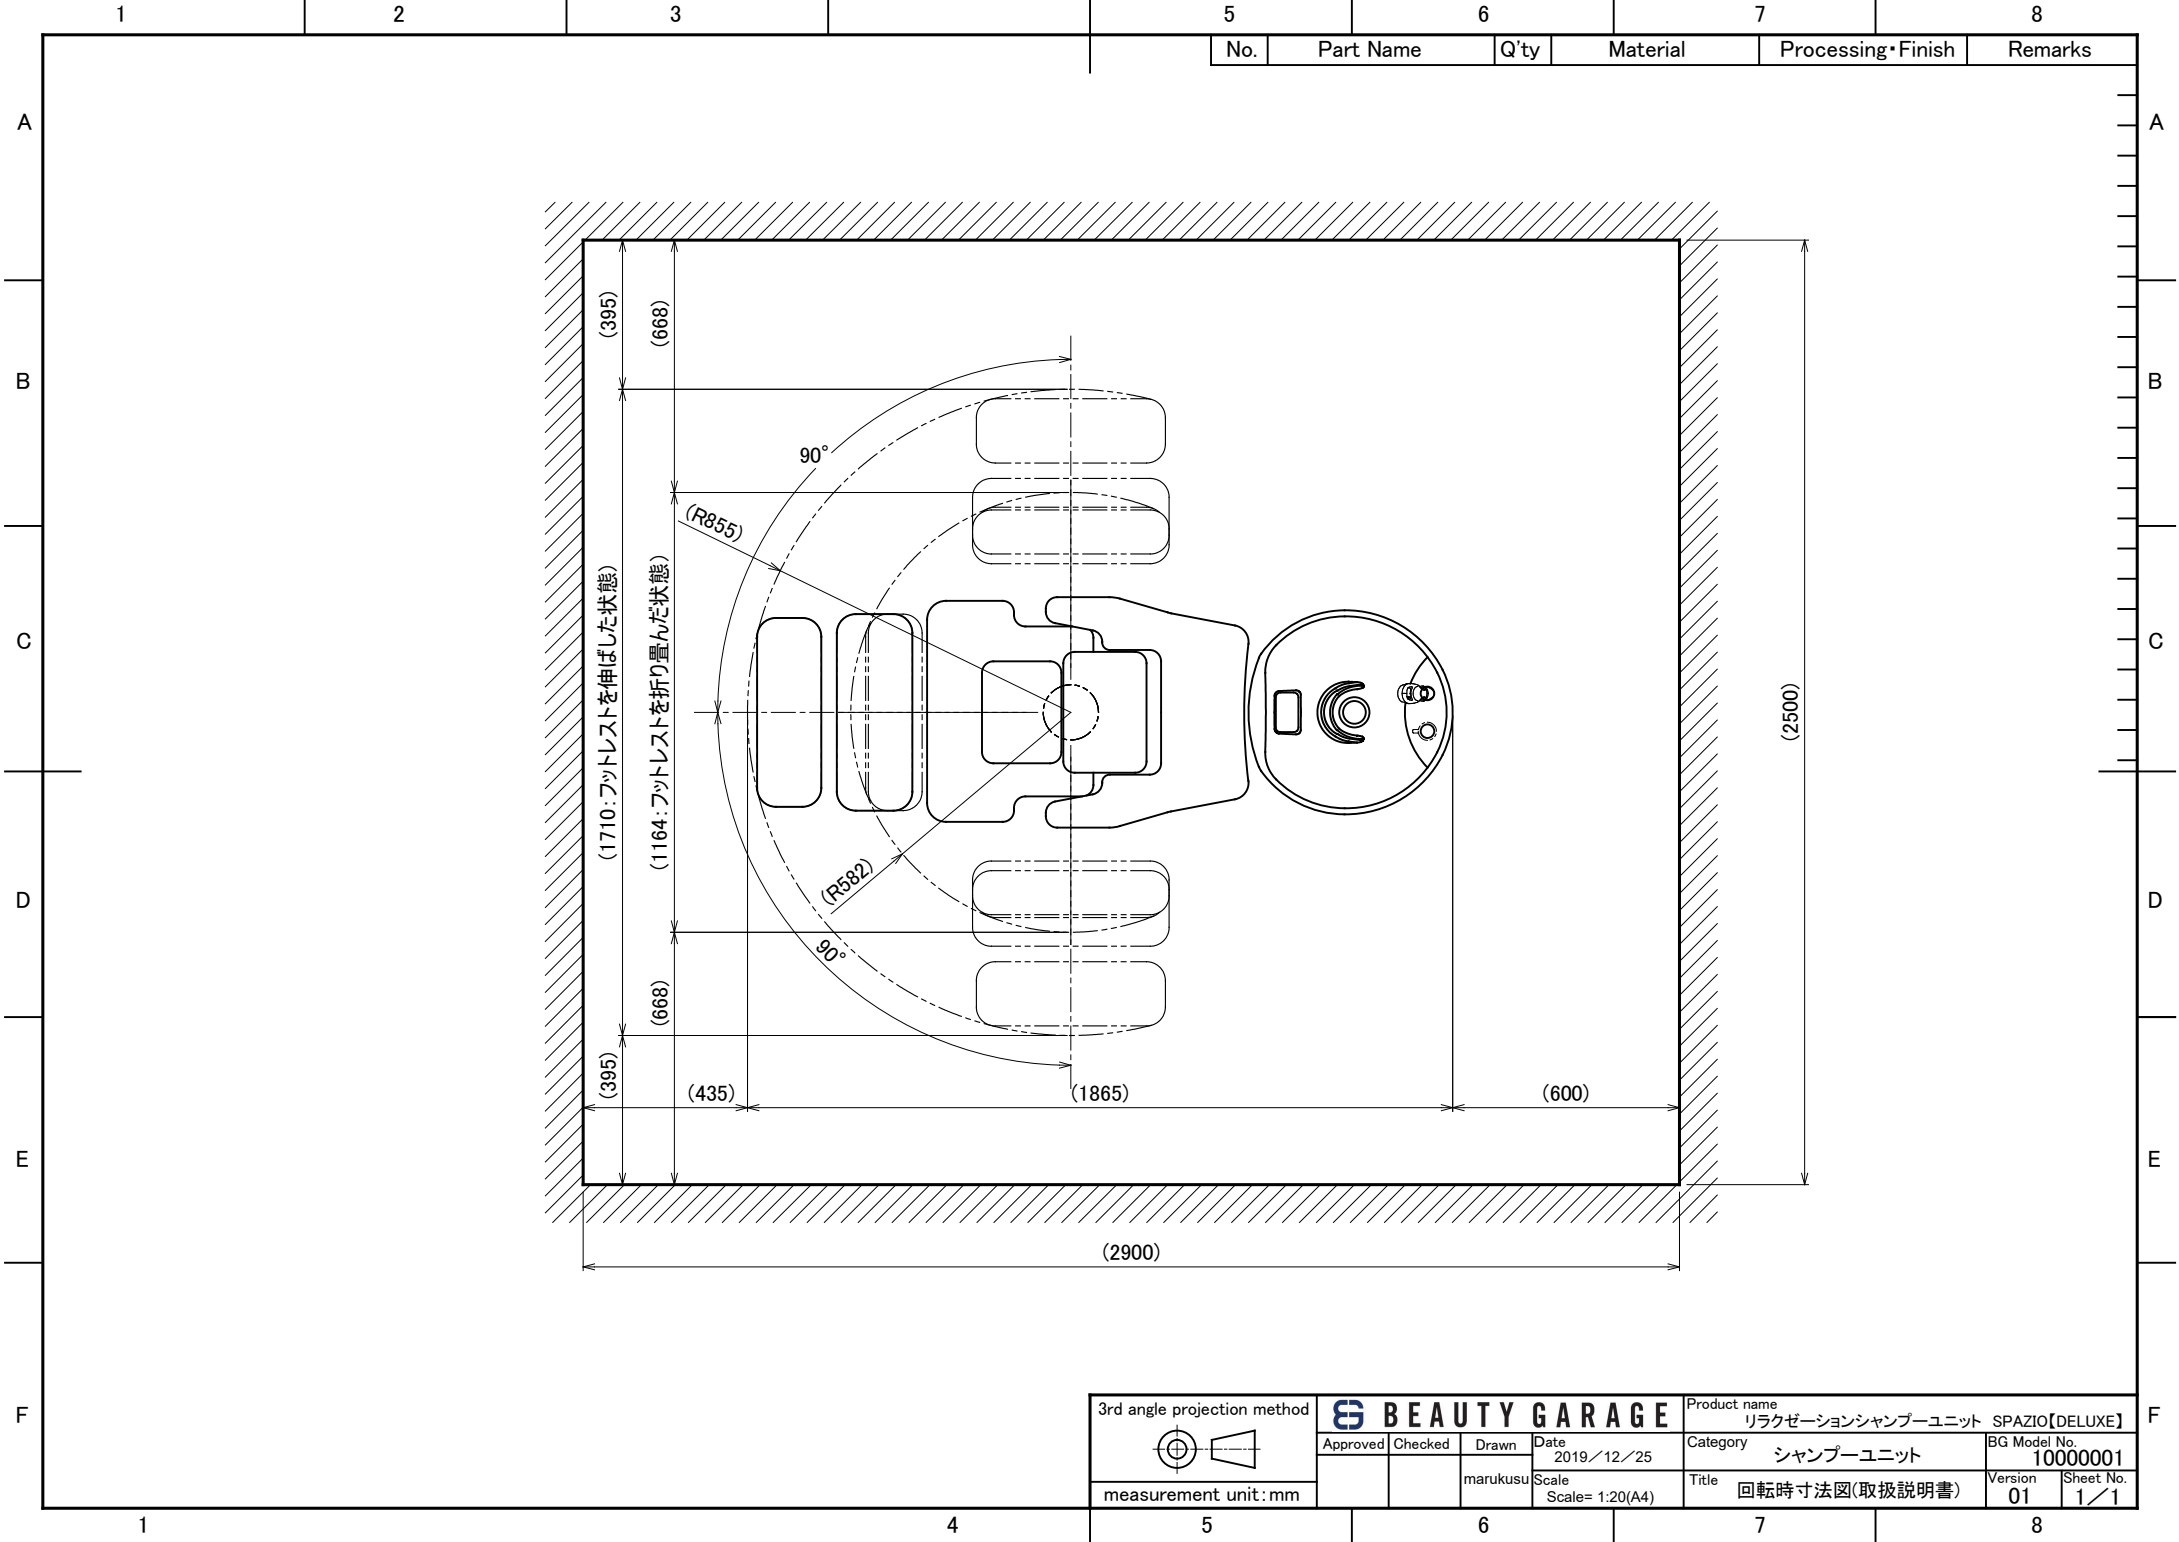 1 2 3 5 6 7 8
No. Part Name Q'ty Material Processing・Finish Remarks
A A
(395)
(668)
B B
90°
(R855)
(1710：フットレストを伸ばした状態)
(1164：フットレストを折り畳んだ状態)
C C
(2500)
(R582)
D D
90°
(668)
(395)
(435) (1865) (600)
E E
(2900)
F F
3rd angle projection method
measurement unit：mm
BEAUTY GARAGE
Approved Checked Drawn
marukusu
Date
2019／12／25
Scale
Scale= 1:20(A4)
Product name
リラクゼーションシャンプーユニット SPAZIO【DELUXE】
Category シャンプーユニット
BG Model No.
10000001
Title 回転時寸法図(取扱説明書)
Version
01
Sheet No.
1／1
1 4 5 6 7 8